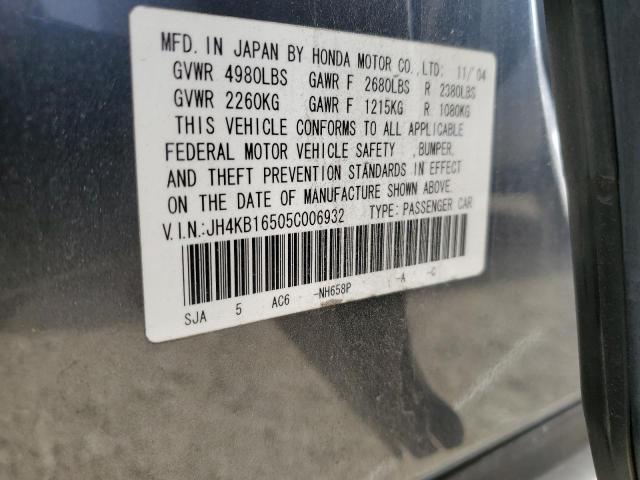 MFD. IN JAPAN BY HONDA MOTOR CO.,LTD: 11/'04
GVWR 4980LBS GAWR F 2680LBS R 2380LBS
GVWR 2260KG GAWR F 1215KG R 1080KG
THIS VEHICLE CONFORMS TO ALL APPLICABLE
FEDERAL MOTOR VEHICLE SAFETY ,BUMPER,
AND THEFT PREVENTION STANDARDS IN EFFECT
ON THE DATE OF MANUFACTURE SHOWN ABOVE.
V.I.N.:JH4KB16505C006932 TYPE: PASSENGER CAR
SJA 5 AC6 -NH658P -A -C